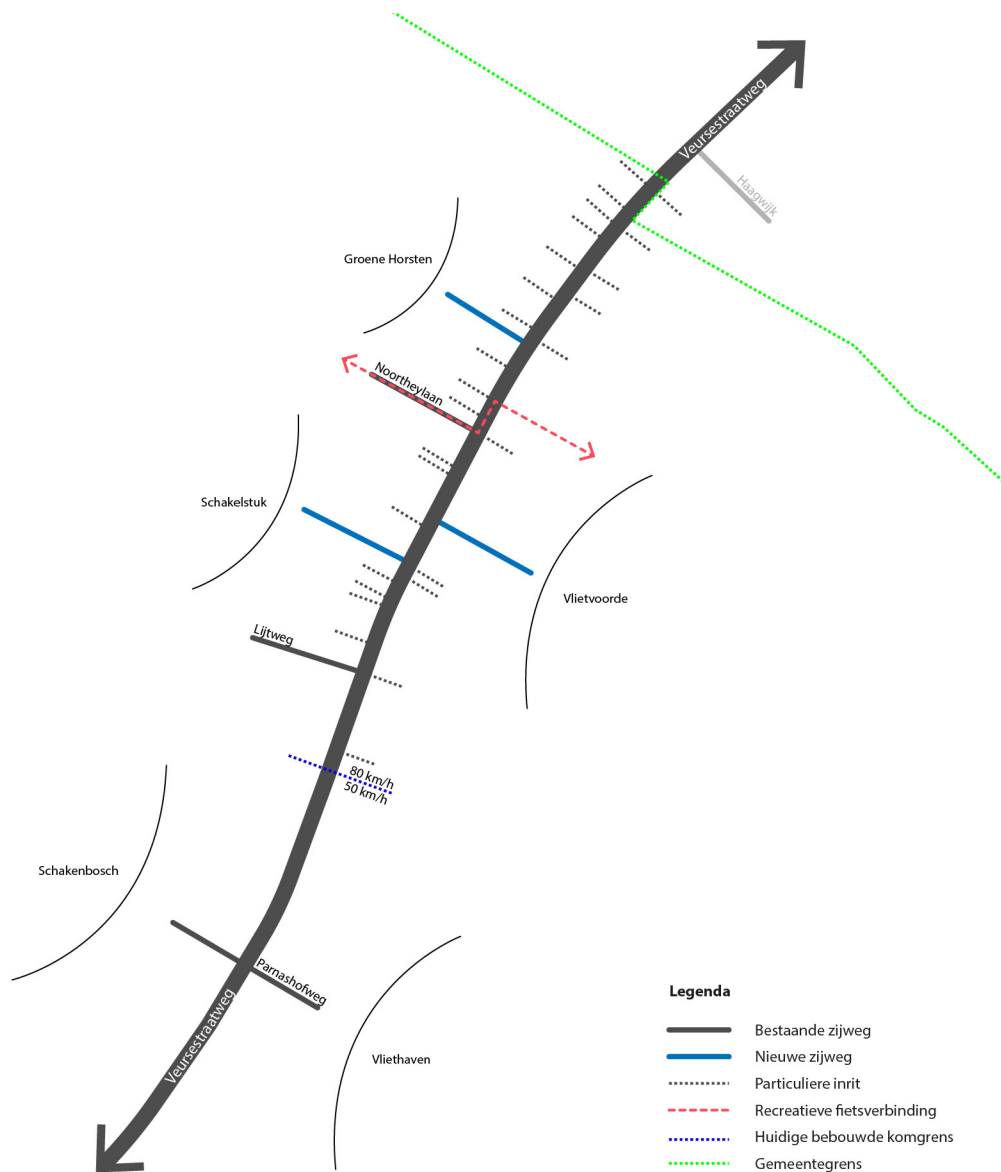 Veursestraatweg
Haagwijk
Groene Horsten
Noortheylaan
Schakelstuk
Vlietvoorde
Lijtweg
80 km/h
50 km/h
Schakenbosch
Parnashofweg
Veursestraatweg
Vliethaven
Legenda
Bestaande zijweg
Nieuwe zijweg
Particuliere inrit
Recreatieve fietsverbinding
Huidige bebouwde komgrens
Gemeentegrens